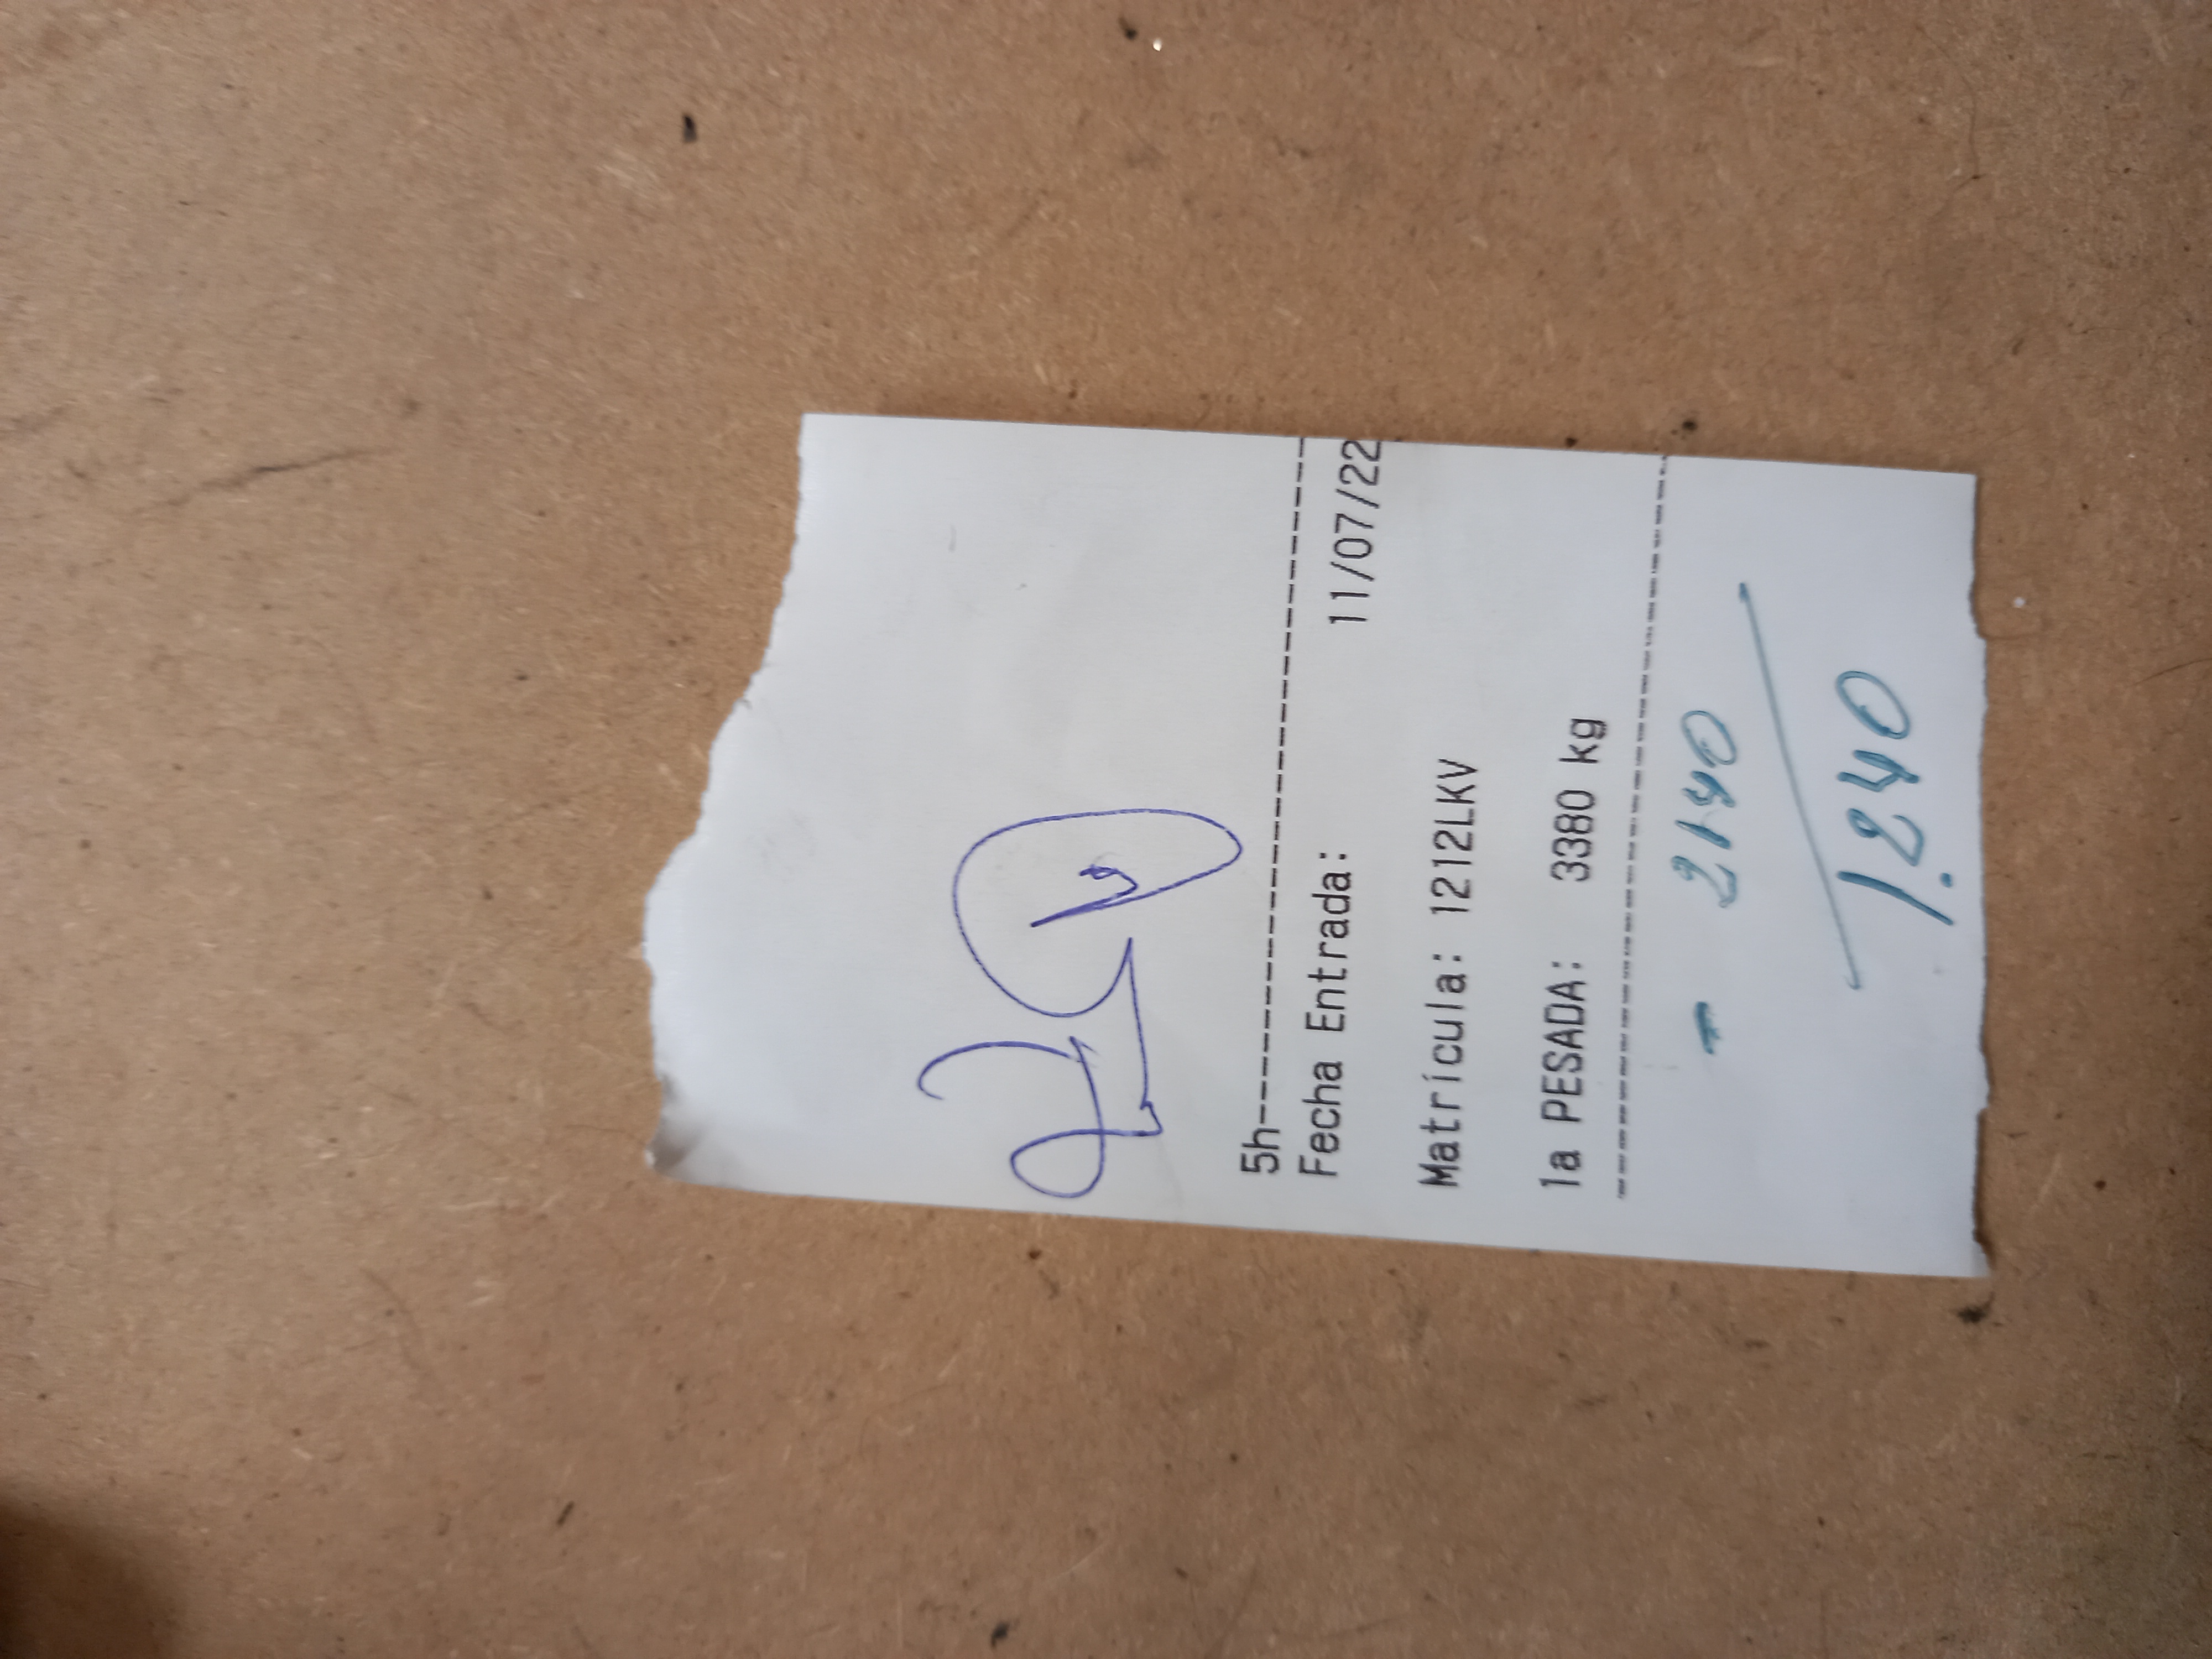 5h------------------------------
Fecha Entrada:
11/07/22
Matrícula: 1212LKV
1a PESADA: 3380 kg
--------------------------------
- 2140
1.240